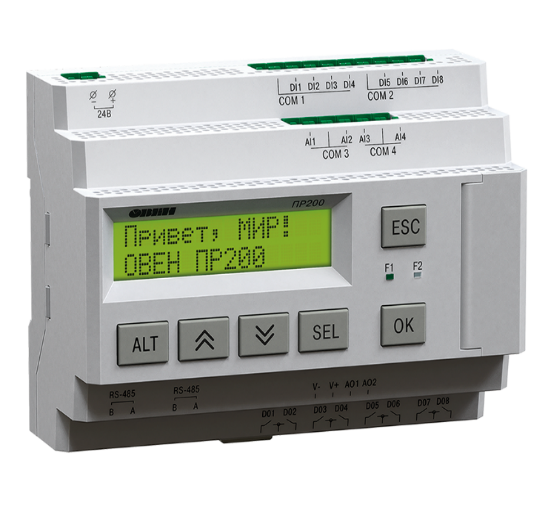 DI1 DI2 DI3 DI4 DI5 DI6 DI7 DI8
COM 1 COM 2
- +
24В
AI1 AI2 AI3 AI4
COM 3 COM 4
ОВЕН ПР200
Привет, МИР!
ОВЕН ПР200
ESC
F1 F2
ALT SEL OK
RS-485 RS-485 V- V+ AO1 AO2
B A B A
DO1 DO2 DO3 DO4 DO5 DO6 DO7 DO8